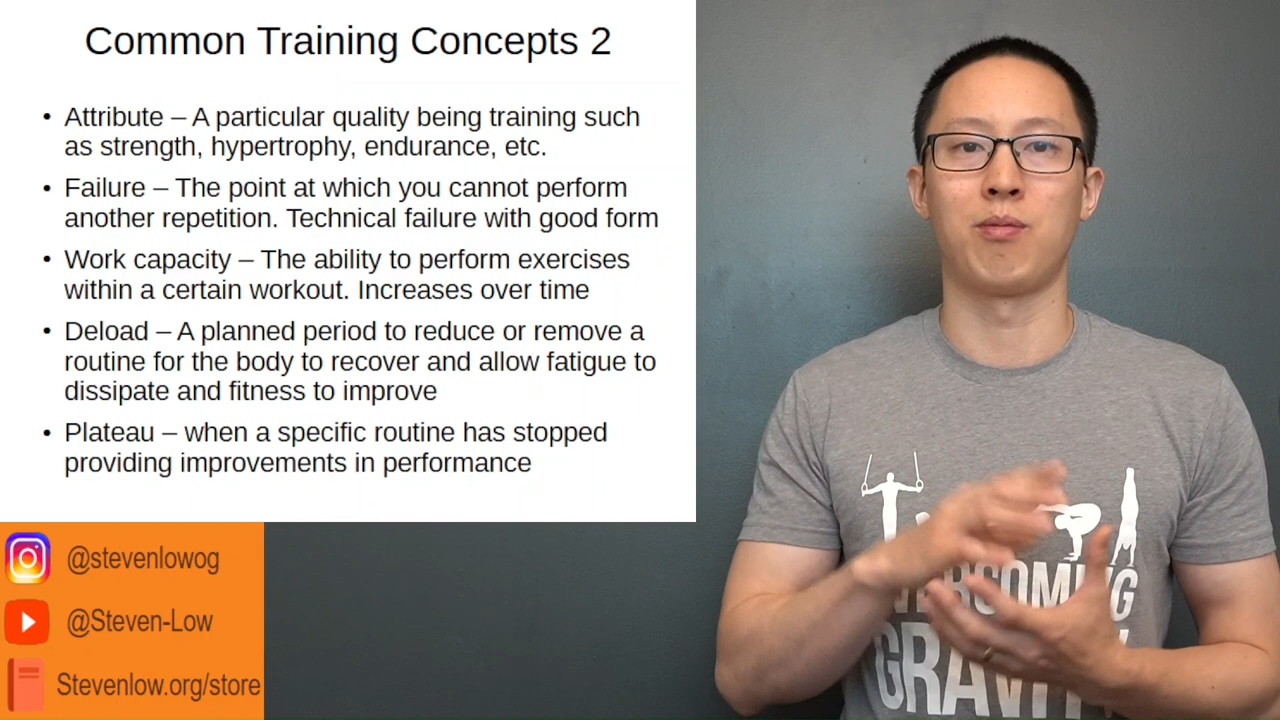 Common Training Concepts 2
• Attribute – A particular quality being training such
as strength, hypertrophy, endurance, etc.
• Failure – The point at which you cannot perform
another repetition. Technical failure with good form
• Work capacity – The ability to perform exercises
within a certain workout. Increases over time
• Deload – A planned period to reduce or remove a
routine for the body to recover and allow fatigue to
dissipate and fitness to improve
• Plateau – when a specific routine has stopped
providing improvements in performance
@stevenlowog
@Steven-Low
Stevenlow.org/store